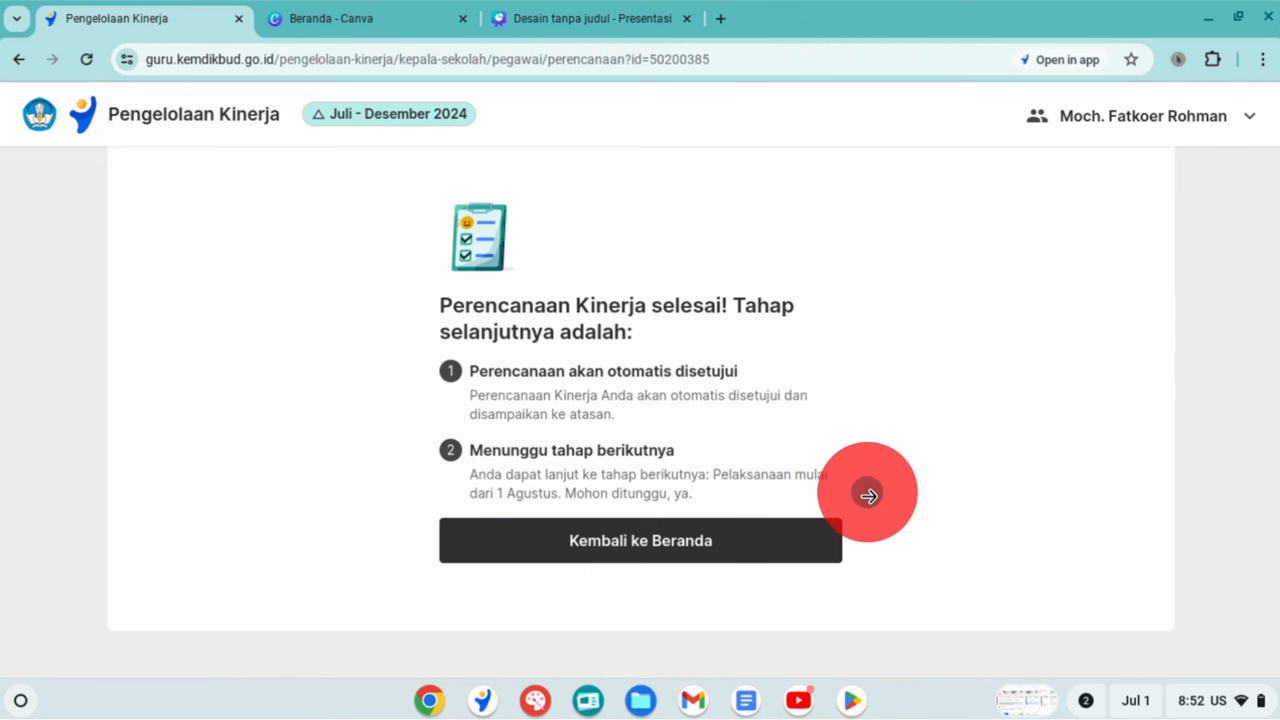 Pengelolaan Kinerja
Beranda - Canva
Desain tanpa judul - Presentasi
guru.kemdikbud.go.id/pengelolaan-kinerja/kepala-sekolah/pegawai/perencanaan?id=50200385
Open in app
Pengelolaan Kinerja
Juli - Desember 2024
Moch. Fatkoer Rohman
Perencanaan Kinerja selesai! Tahap
selanjutnya adalah:
1 Perencanaan akan otomatis disetujui
Perencanaan Kinerja Anda akan otomatis disetujui dan
disampaikan ke atasan.
2 Menunggu tahap berikutnya
Anda dapat lanjut ke tahap berikutnya: Pelaksanaan mulai
dari 1 Agustus. Mohon ditunggu, ya.
Kembali ke Beranda
2
Jul 1
8:52 US